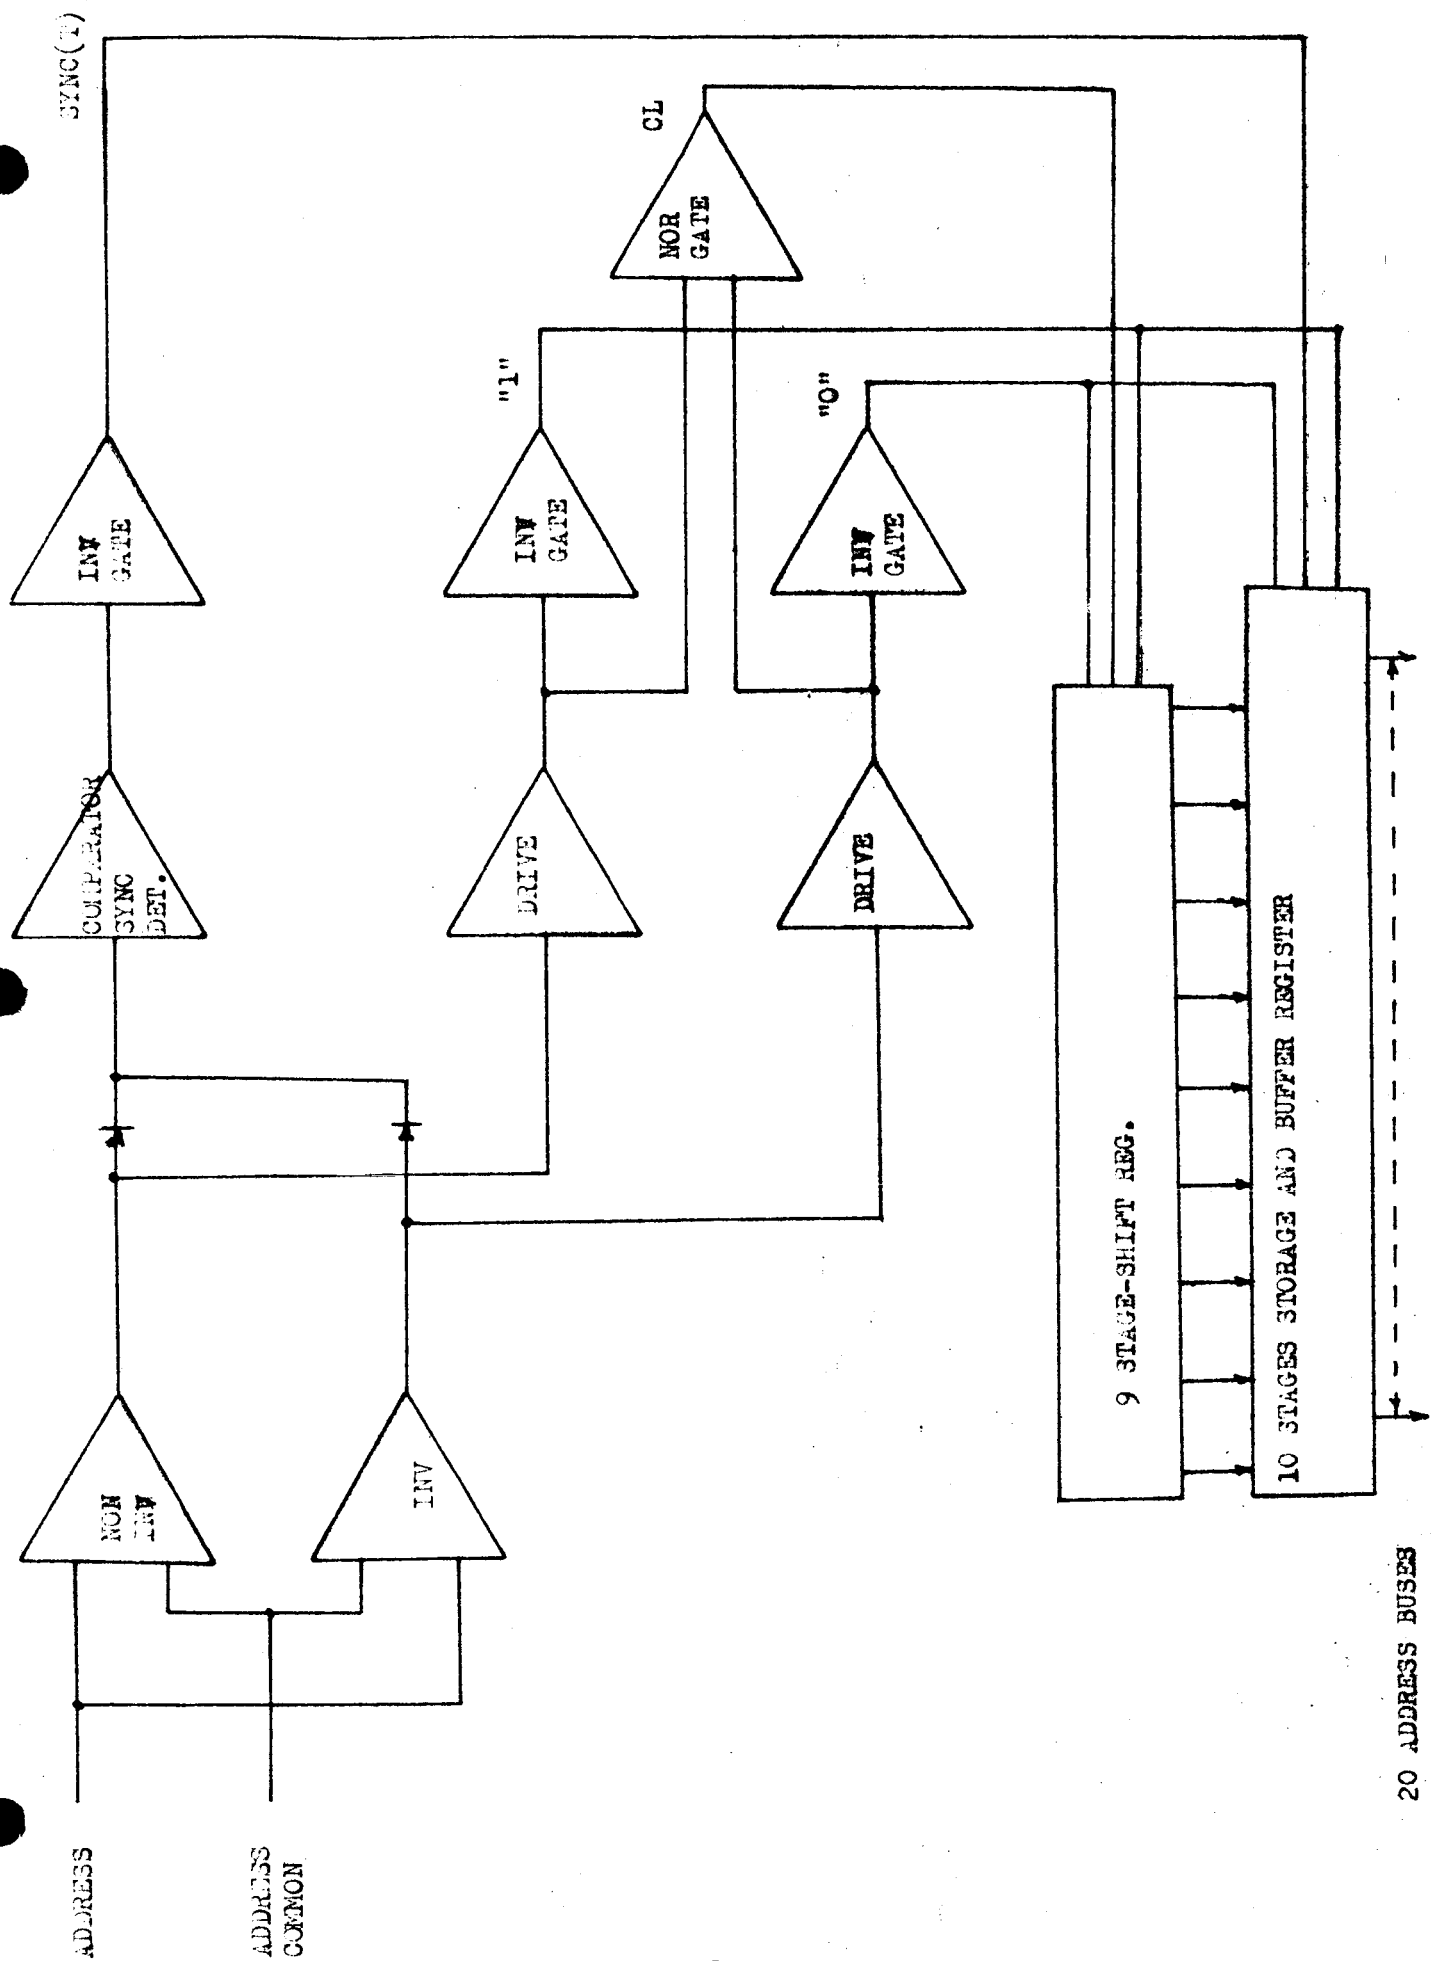 ADDRESS
ADDRESS
COMMON
NON
INV
INV
COMPARATOR
SYNC
DET.
INV
GATE
SYNC(T)
DRIVE
INV
GATE
"1"
DRIVE
INV
GATE
"0"
NOR
GATE
CL
9 STAGE-SHIFT REG.
10 STAGES STORAGE AND BUFFER REGISTER
20 ADDRESS BUSES